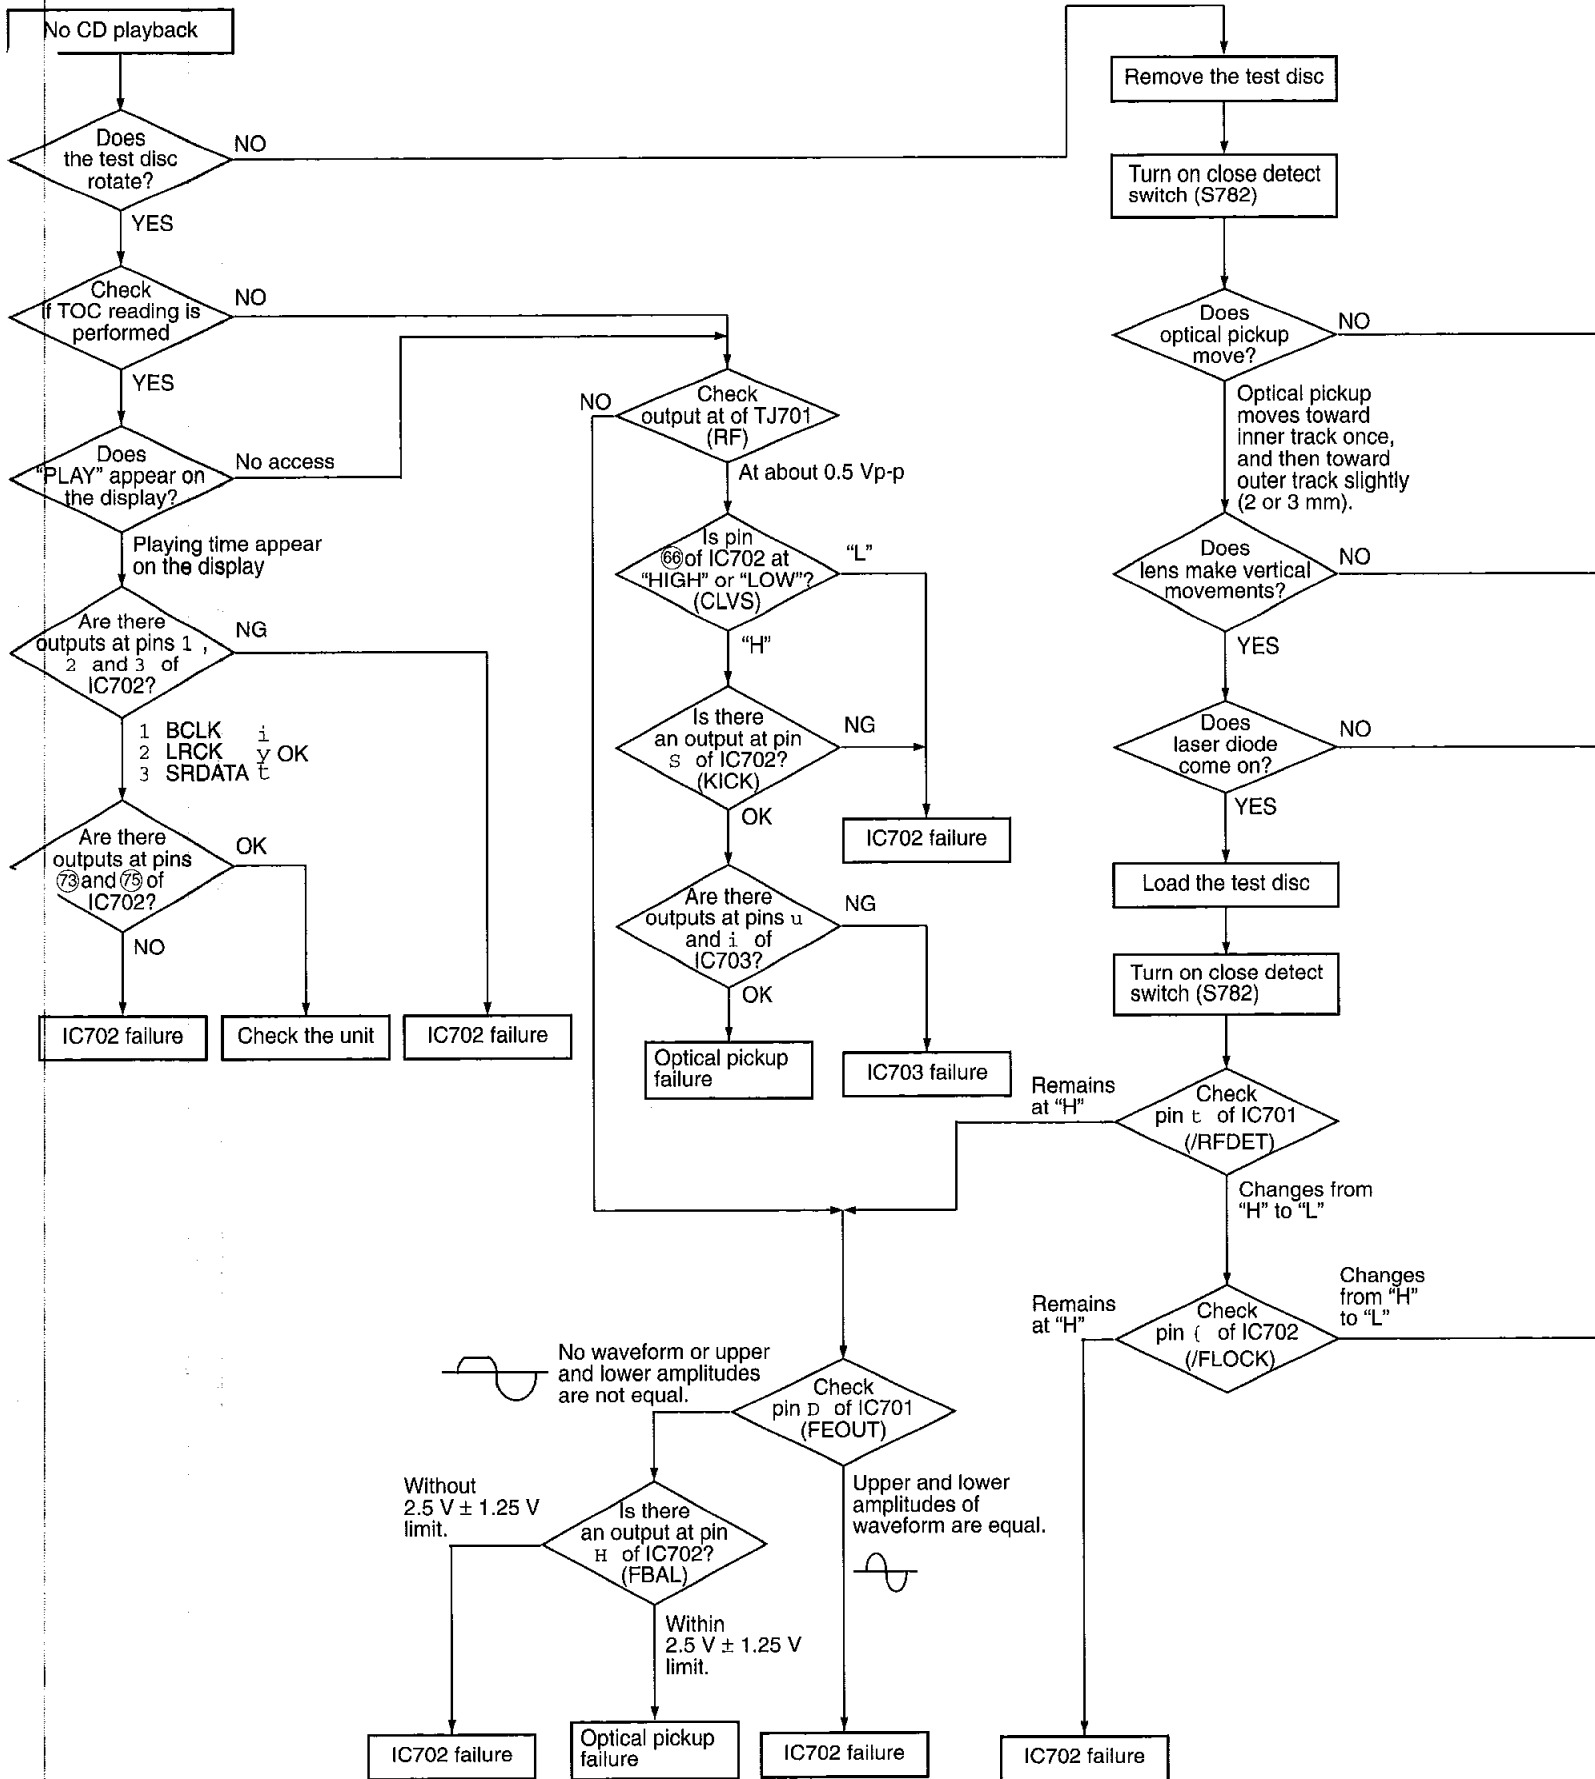 No CD playback
Does
the test disc
rotate?
NO
YES
Check
if TOC reading is
performed
NO
YES
Does
"PLAY" appear on
the display?
No access
Playing time appear
on the display
Are there
outputs at pins 1 ,
2 and 3 of
IC702?
NG
1 BCLK i
2 LRCK y OK
3 SRDATA t
Are there
outputs at pins
73 and 75 of
IC702?
OK
NO
IC702 failure
Check the unit
IC702 failure
Check
output at of TJ701
(RF)
NO
At about 0.5 Vp-p
Is pin
66 of IC702 at
"HIGH" or "LOW"?
(CLVS)
"L"
"H"
Is there
an output at pin
S of IC702?
(KICK)
NG
OK
IC702 failure
Are there
outputs at pins u
and i of
IC703?
NG
OK
Optical pickup
failure
IC703 failure
Remove the test disc
Turn on close detect
switch (S782)
Does
optical pickup
move?
NO
Optical pickup
moves toward
inner track once,
and then toward
outer track slightly
(2 or 3 mm).
Does
lens make vertical
movements?
NO
YES
Does
laser diode
come on?
NO
YES
Load the test disc
Turn on close detect
switch (S782)
Remains
at "H"
Check
pin t of IC701
(/RFDET)
Changes from
"H" to "L"
Remains
at "H"
Check
pin ( of IC702
(/FLOCK)
Changes
from "H"
to "L"
No waveform or upper
and lower amplitudes
are not equal.
Check
pin D of IC701
(FEOUT)
Without
2.5 V ± 1.25 V
limit.
Is there
an output at pin
H of IC702?
(FBAL)
Upper and lower
amplitudes of
waveform are equal.
Within
2.5 V ± 1.25 V
limit.
IC702 failure
Optical pickup
failure
IC702 failure
IC702 failure